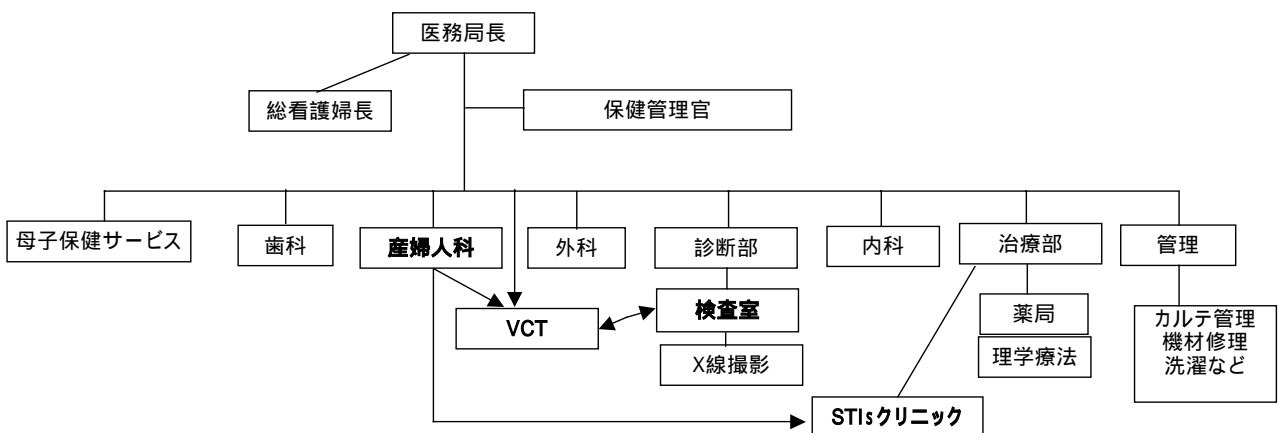 医務局長
総看護婦長
保健管理官
母子保健サービス
歯科
産婦人科
外科
診断部
内科
治療部
管理
VCT
検査室
X線撮影
薬局
理学療法
カルテ管理
機材修理
洗濯など
STIsクリニック